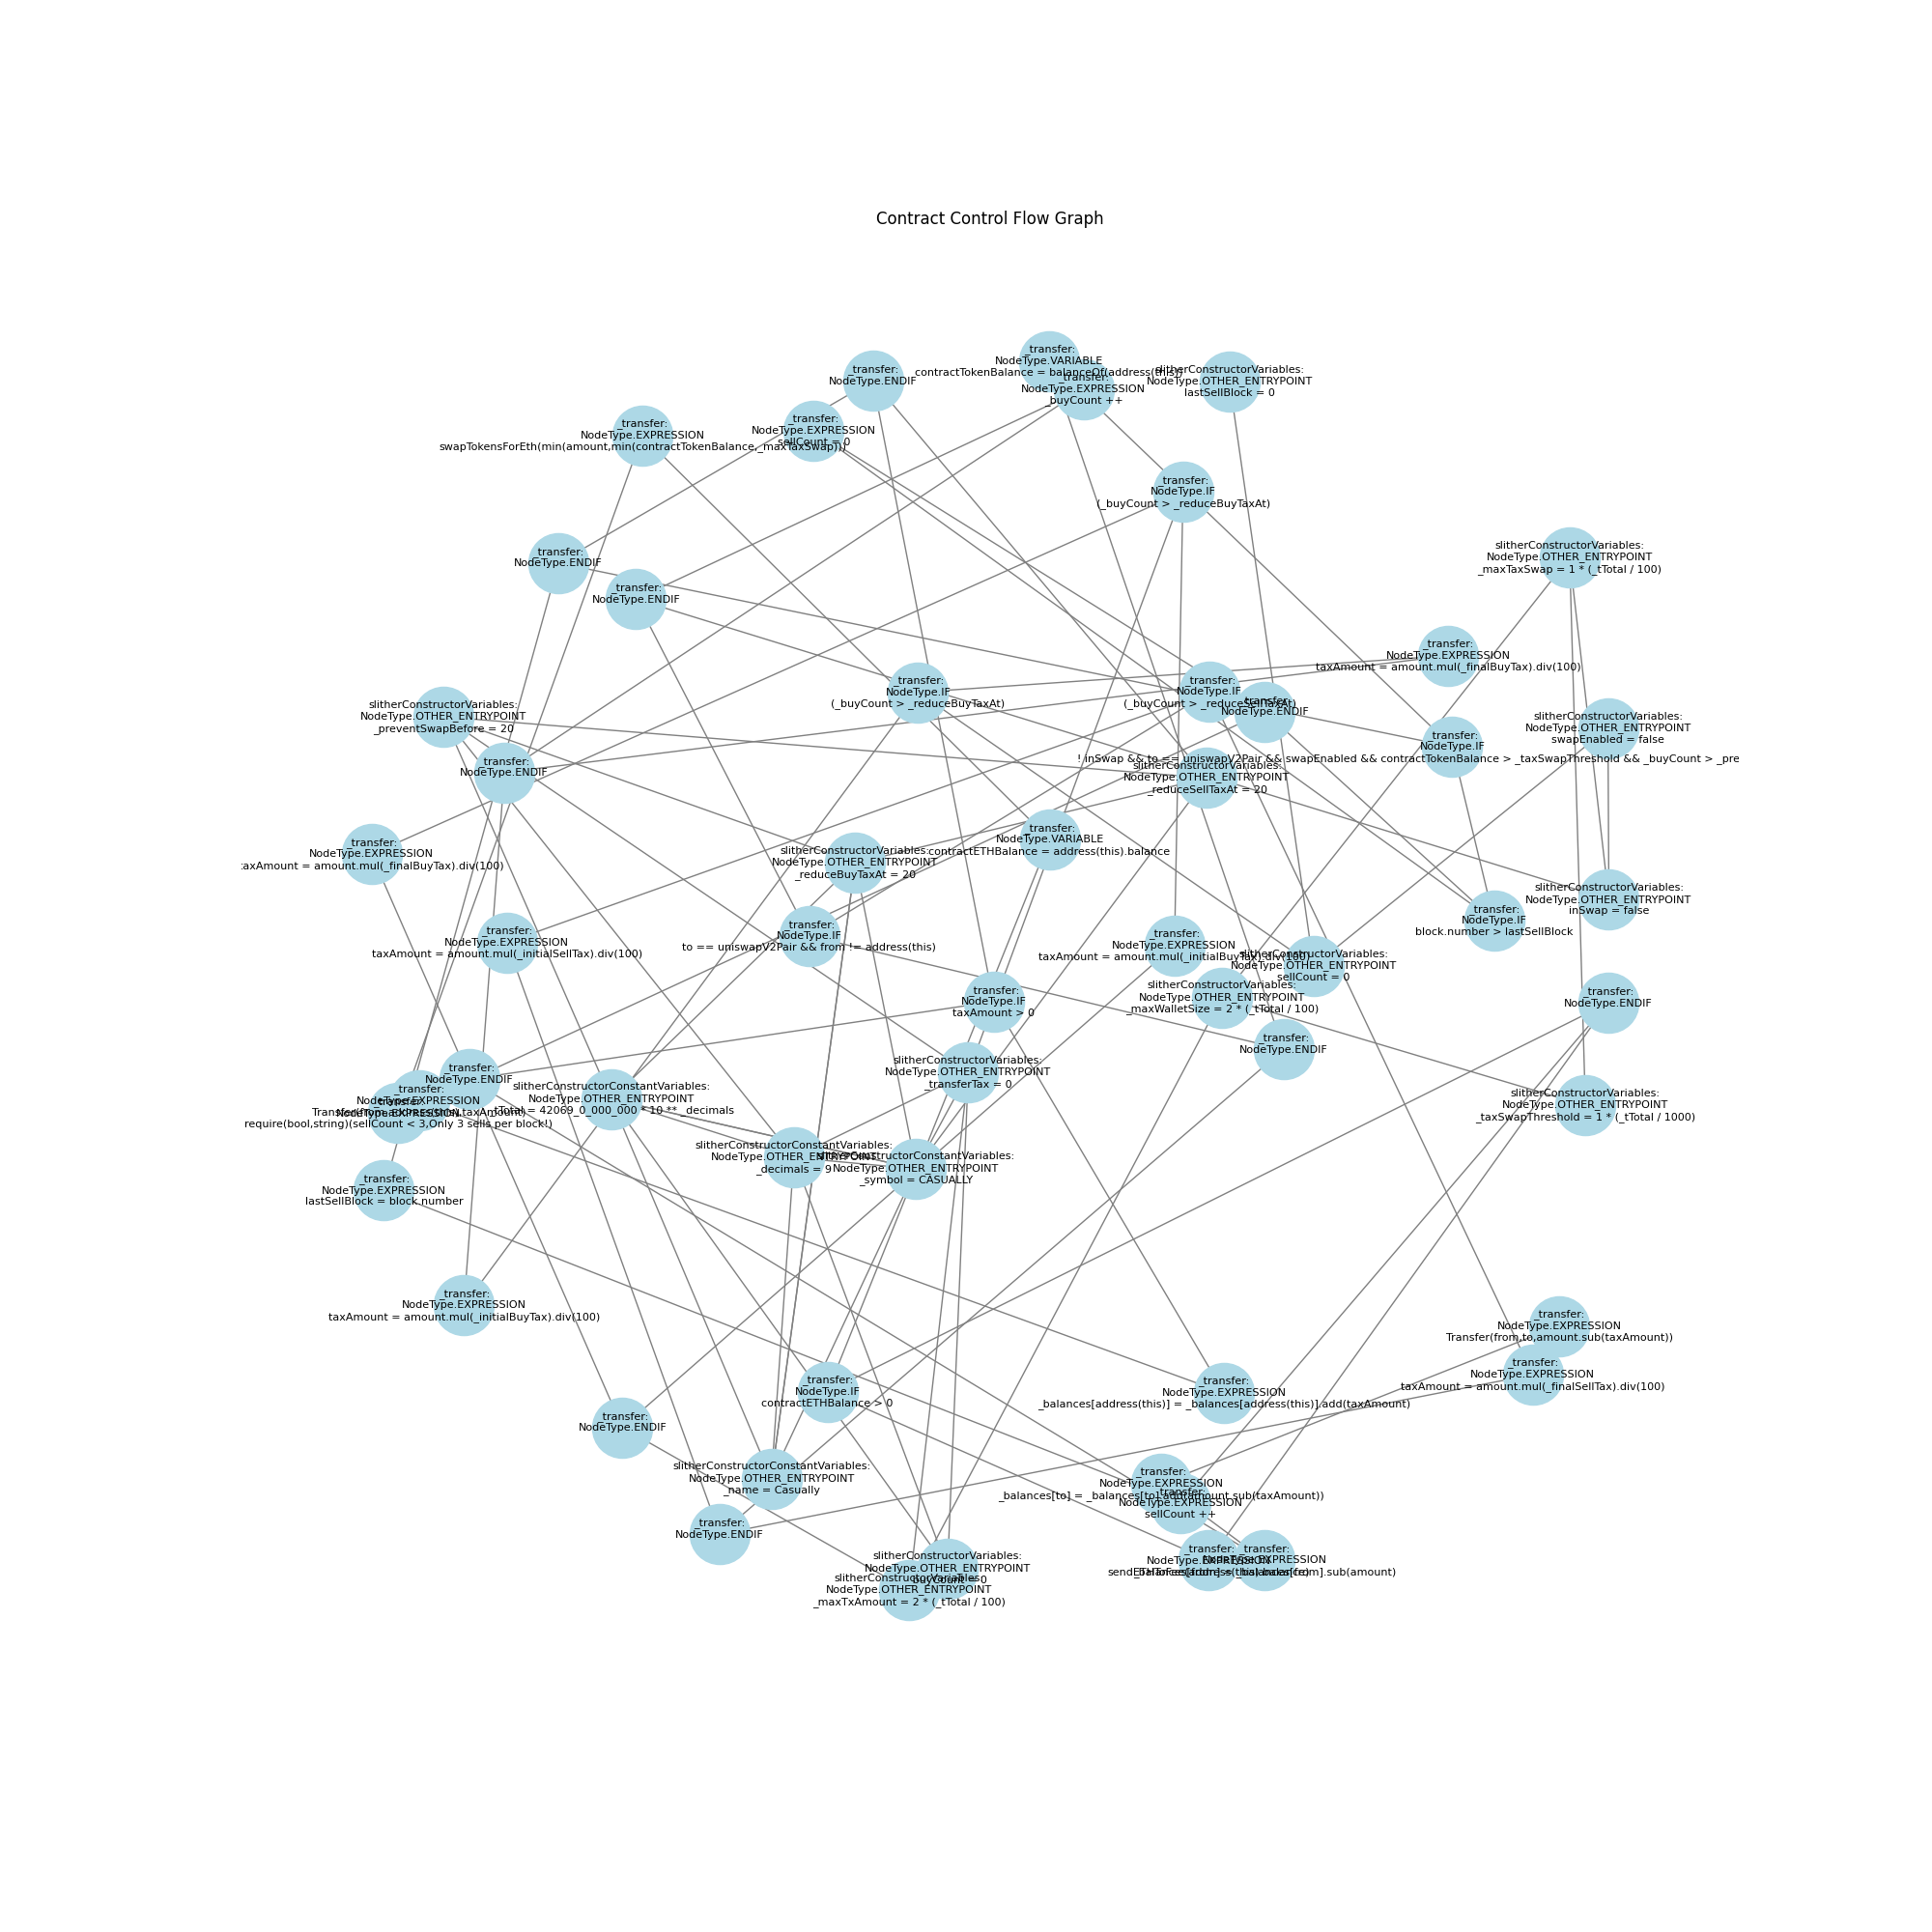 Contract Control Flow Graph
_transfer:
NodeType.VARIABLE
contractTokenBalance = balanceOf(address(this))
_transfer:
NodeType.ENDIF
_transfer:
NodeType.EXPRESSION
_buyCount ++
slitherConstructorVariables:
NodeType.OTHER_ENTRYPOINT
lastSellBlock = 0
_transfer:
NodeType.EXPRESSION
sellCount = 0
_transfer:
NodeType.EXPRESSION
swapTokensForEth(min(amount,min(contractTokenBalance,_maxTaxSwap)))
_transfer:
NodeType.IF
(_buyCount > _reduceBuyTaxAt)
_transfer:
NodeType.ENDIF
slitherConstructorVariables:
NodeType.OTHER_ENTRYPOINT
_maxTaxSwap = 1 * (_tTotal / 100)
_transfer:
NodeType.ENDIF
_transfer:
NodeType.EXPRESSION
taxAmount = amount.mul(_finalBuyTax).div(100)
_transfer:
NodeType.IF
(_buyCount > _reduceBuyTaxAt)
_transfer:
NodeType.IF
(_buyCount > _reduceSellTaxAt)
_transfer:
NodeType.ENDIF
slitherConstructorVariables:
NodeType.OTHER_ENTRYPOINT
_preventSwapBefore = 20
slitherConstructorVariables:
NodeType.OTHER_ENTRYPOINT
swapEnabled = false
_transfer:
NodeType.IF
! inSwap && to == uniswapV2Pair && swapEnabled && contractTokenBalance > _taxSwapThreshold && _buyCount > _pre
_transfer:
NodeType.ENDIF
slitherConstructorVariables:
NodeType.OTHER_ENTRYPOINT
_reduceSellTaxAt = 20
_transfer:
NodeType.VARIABLE
contractETHBalance = address(this).balance
_transfer:
NodeType.EXPRESSION
taxAmount = amount.mul(_finalBuyTax).div(100)
slitherConstructorVariables:
NodeType.OTHER_ENTRYPOINT
_reduceBuyTaxAt = 20
slitherConstructorVariables:
NodeType.OTHER_ENTRYPOINT
inSwap = false
_transfer:
NodeType.IF
block.number > lastSellBlock
_transfer:
NodeType.IF
to == uniswapV2Pair && from != address(this)
_transfer:
NodeType.EXPRESSION
taxAmount = amount.mul(_initialSellTax).div(100)
_transfer:
NodeType.EXPRESSION
taxAmount = amount.mul(_initialBuyTax).div(100)
slitherConstructorVariables:
NodeType.OTHER_ENTRYPOINT
sellCount = 0
slitherConstructorVariables:
NodeType.OTHER_ENTRYPOINT
_maxWalletSize = 2 * (_tTotal / 100)
_transfer:
NodeType.IF
taxAmount > 0
_transfer:
NodeType.ENDIF
_transfer:
NodeType.ENDIF
slitherConstructorVariables:
NodeType.OTHER_ENTRYPOINT
_transferTax = 0
_transfer:
NodeType.ENDIF
slitherConstructorConstantVariables:
NodeType.OTHER_ENTRYPOINT
_tTotal = 42069_0_000_000 * 10 ** _decimals
_transfer:
NodeType.EXPRESSION
Transfer(from,address(this),taxAmount)
_transfer:
NodeType.EXPRESSION
require(bool,string)(sellCount < 3,Only 3 sells per block!)
slitherConstructorVariables:
NodeType.OTHER_ENTRYPOINT
_taxSwapThreshold = 1 * (_tTotal / 1000)
slitherConstructorConstantVariables:
NodeType.OTHER_ENTRYPOINT
_decimals = 9
slitherConstructorConstantVariables:
NodeType.OTHER_ENTRYPOINT
_symbol = CASUALLY
_transfer:
NodeType.EXPRESSION
lastSellBlock = block.number
_transfer:
NodeType.EXPRESSION
taxAmount = amount.mul(_initialBuyTax).div(100)
_transfer:
NodeType.EXPRESSION
Transfer(from,to,amount.sub(taxAmount))
_transfer:
NodeType.EXPRESSION
taxAmount = amount.mul(_finalSellTax).div(100)
_transfer:
NodeType.IF
contractETHBalance > 0
_transfer:
NodeType.EXPRESSION
_balances[address(this)] = _balances[address(this)].add(taxAmount)
_transfer:
NodeType.ENDIF
slitherConstructorConstantVariables:
NodeType.OTHER_ENTRYPOINT
_name = Casually
_transfer:
NodeType.EXPRESSION
_balances[to] = _balances[to].add(amount.sub(taxAmount))
_transfer:
NodeType.EXPRESSION
sellCount ++
_transfer:
NodeType.ENDIF
slitherConstructorVariables:
NodeType.OTHER_ENTRYPOINT
_buyCount = 0
slitherConstructorVariables:
NodeType.OTHER_ENTRYPOINT
_maxTxAmount = 2 * (_tTotal / 100)
_transfer:
NodeType.EXPRESSION
_transfer:
NodeType.EXPRESSION